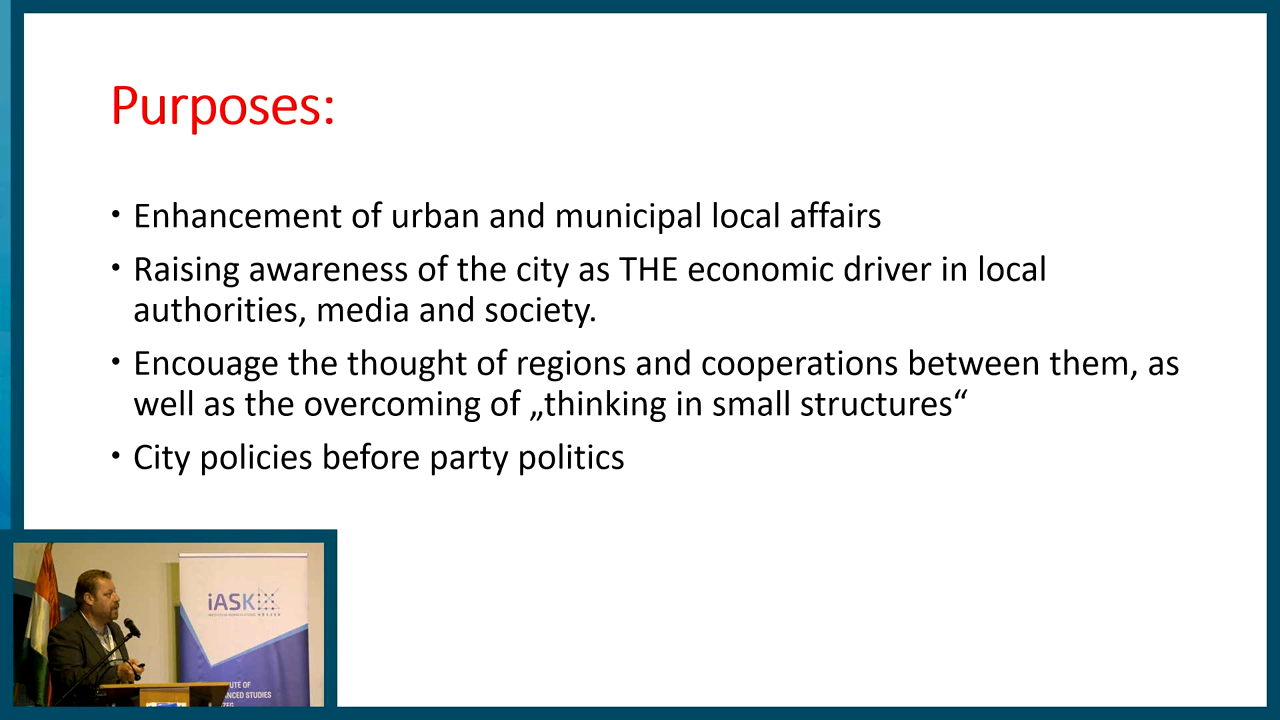 Purposes:
• Enhancement of urban and municipal local affairs
• Raising awareness of the city as THE economic driver in local
authorities, media and society.
• Encouage the thought of regions and cooperations between them, as
well as the overcoming of „thinking in small structures“
• City policies before party politics
iASK
UTE OF
NCED STUDIES